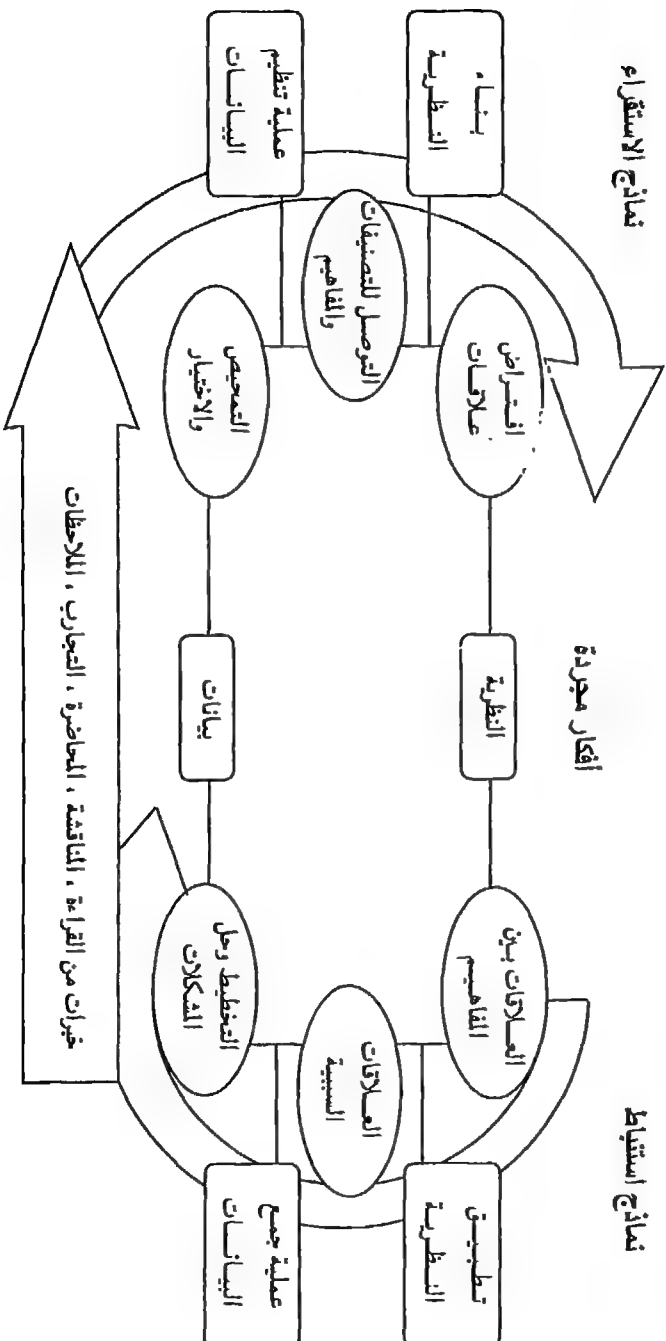 نماذج استنباط
افكار مجردة
نماذج الاستقراء
تطبيق
النظرية
العلاقات بين
المفاهيم
النظرية
افتراض
علاقات
بناء
النظرية
العلاقات
السببية
التوصل للتصنيفات
والمفاهيم
عملية جمع
البيانات
التخطيط وحل
المشكلات
بيانات
التمحيص
والاختيار
عملية تنظيم
البيانات
خبرات من القراءة ، المناقشة ، المحاضرة ، التجارب ، الملاحظات